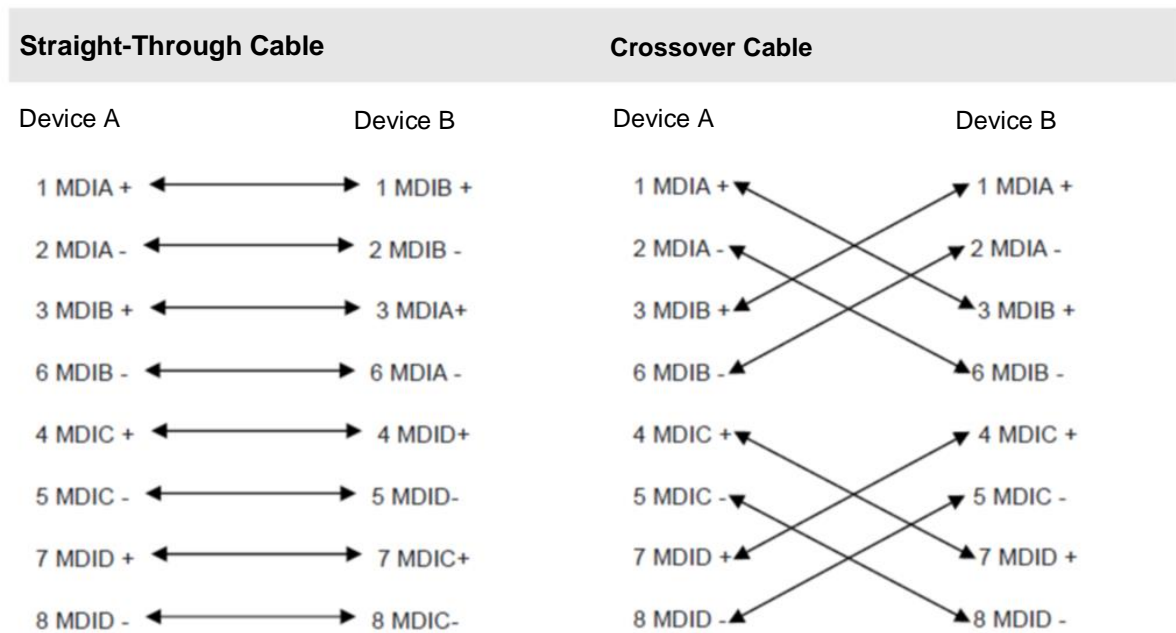 Straight-Through Cable Crossover Cable
Device A Device B Device A Device B
1 MDIA + 1 MDIB + 1 MDIA + 1 MDIA +
2 MDIA - 2 MDIB - 2 MDIA - 2 MDIA -
3 MDIB + 3 MDIA+ 3 MDIB + 3 MDIB +
6 MDIB - 6 MDIA - 6 MDIB - 6 MDIB -
4 MDIC + 4 MDID+ 4 MDIC + 4 MDIC +
5 MDIC - 5 MDID- 5 MDIC - 5 MDIC -
7 MDID + 7 MDIC+ 7 MDID + 7 MDID +
8 MDID - 8 MDIC- 8 MDID - 8 MDID -